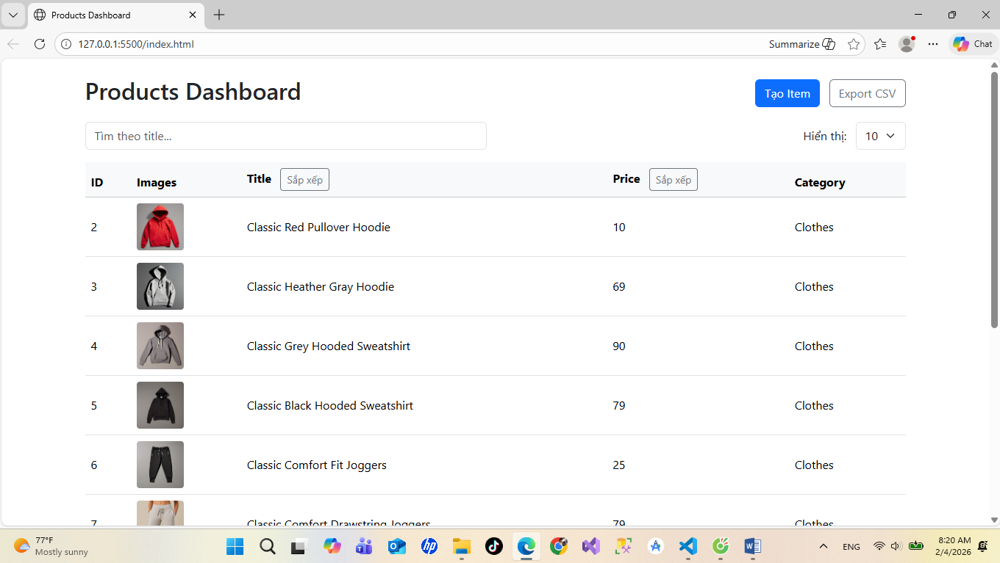 Products Dashboard
127.0.0.1:5500/index.html
Summarize
Chat
Products Dashboard
Tạo Item
Export CSV
Tìm theo title...
Hiển thị:
10
ID Images Title Sắp xếp Price Sắp xếp Category
2 Classic Red Pullover Hoodie 10 Clothes
3 Classic Heather Gray Hoodie 69 Clothes
4 Classic Grey Hooded Sweatshirt 90 Clothes
5 Classic Black Hooded Sweatshirt 79 Clothes
6 Classic Comfort Fit Joggers 25 Clothes
7 Classic Comfort Drawstring Joggers 79 Clothes
77°F
Mostly sunny
ENG
8:20 AM
2/4/2026